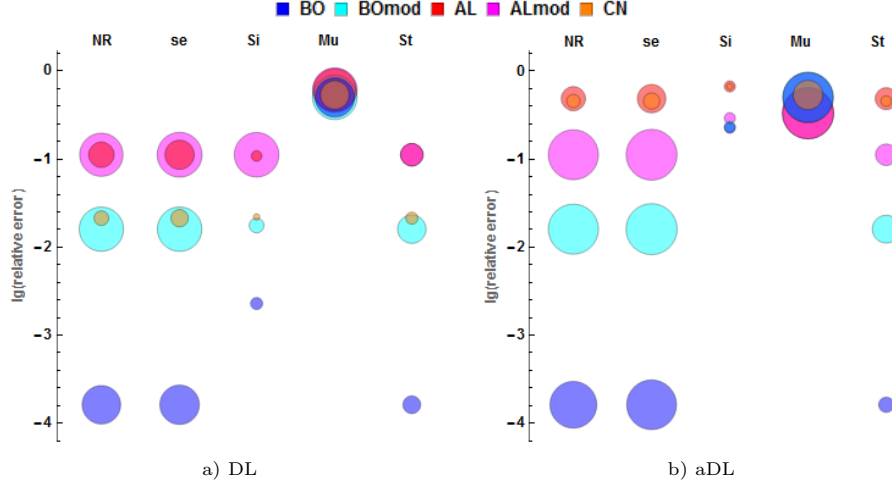 BO BOmod AL ALmod CN
NR se Si Mu St
0
−1
−2
−3
−4
lg(relative error)
a) DL
NR se Si Mu St
0
−1
−2
−3
−4
lg(relative error)
b) aDL